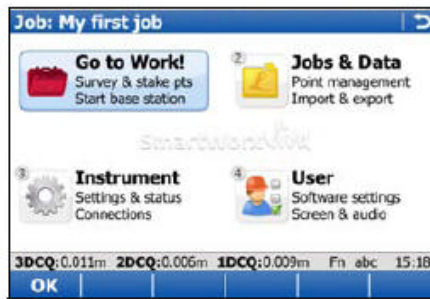 Job: My first job
Go to Work!
Survey & stake pts
Start base station
2
Jobs & Data
Point management
Import & export
SmartWorx Viva
3
Instrument
Settings & status
Connections
4
User
Software settings
Screen & audio
3DCQ:0.011m 2DCQ:0.006m 1DCQ:0.009m Fn abc 15:18
OK